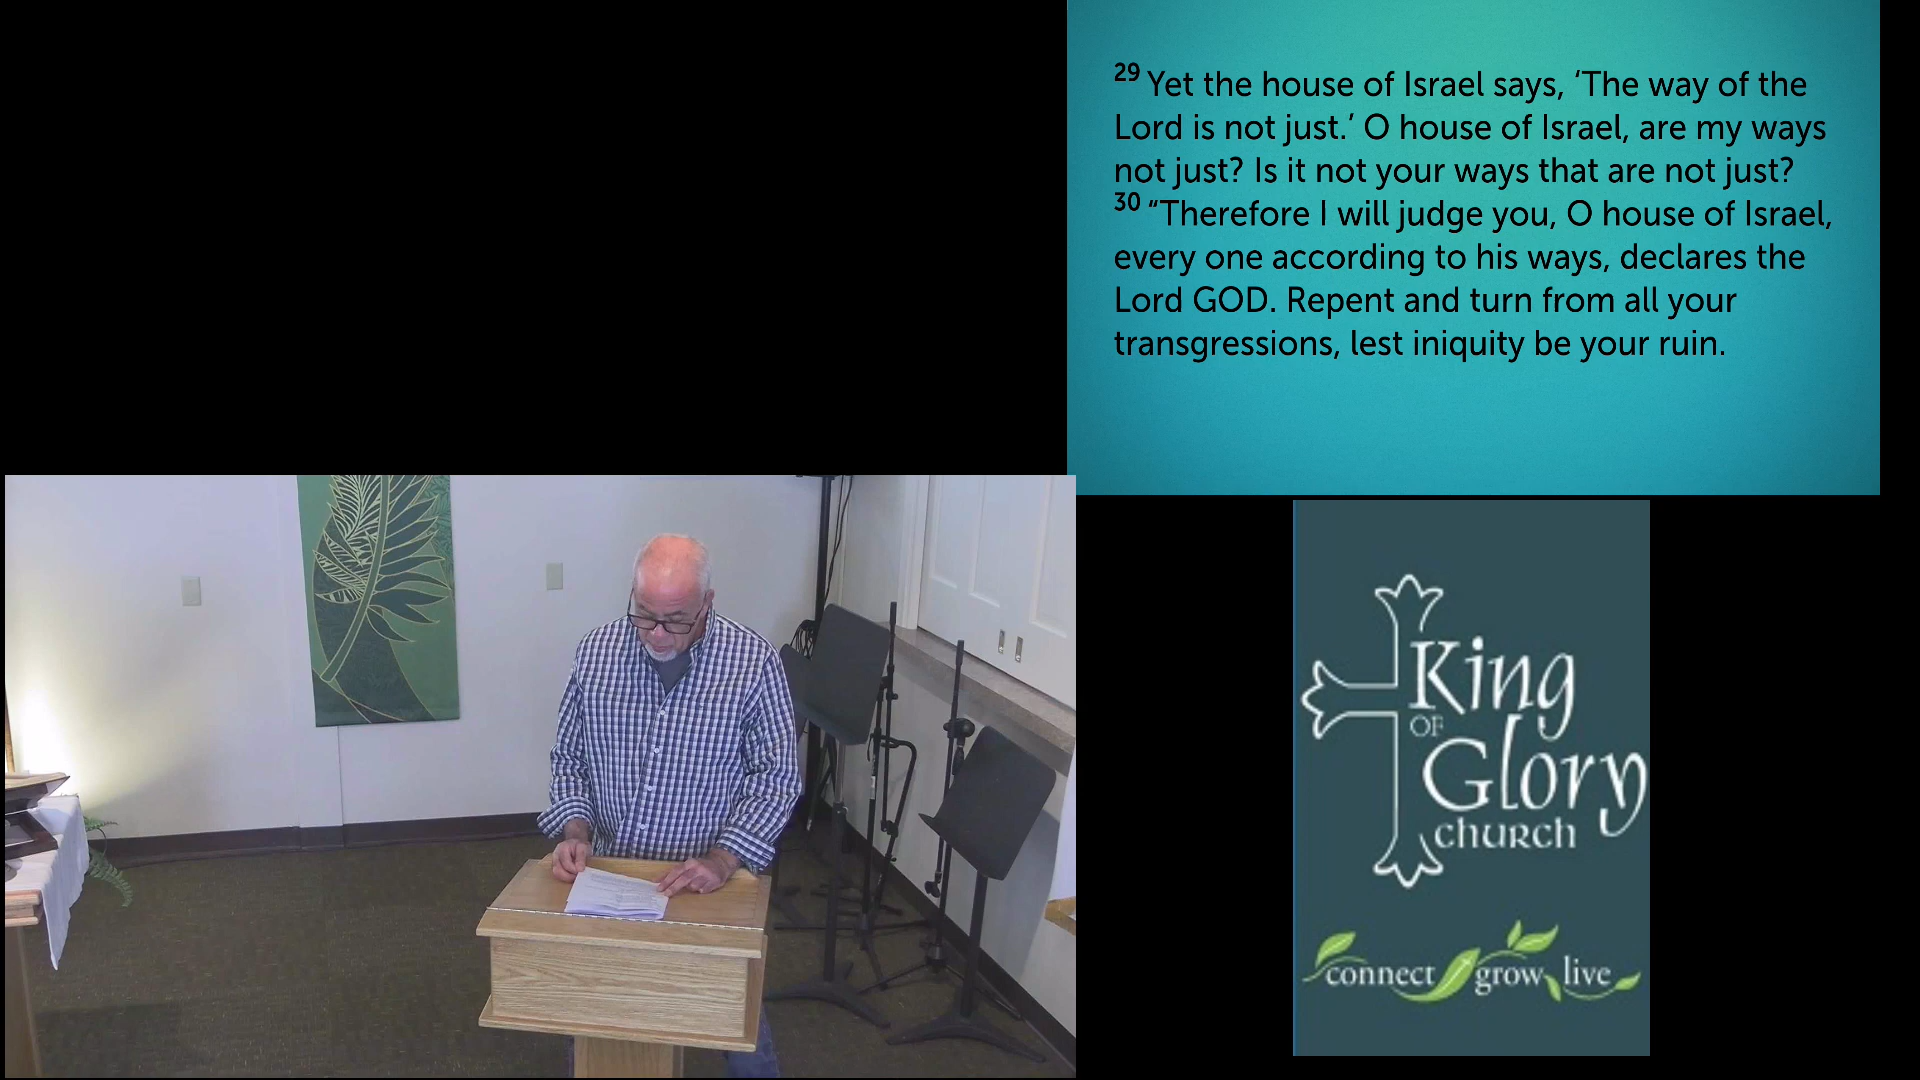 29 Yet the house of Israel says, ‘The way of the
Lord is not just.’ O house of Israel, are my ways
not just? Is it not your ways that are not just?
30 “Therefore I will judge you, O house of Israel,
every one according to his ways, declares the
Lord GOD. Repent and turn from all your
transgressions, lest iniquity be your ruin.
King
OF
Glory
church
connect grow live